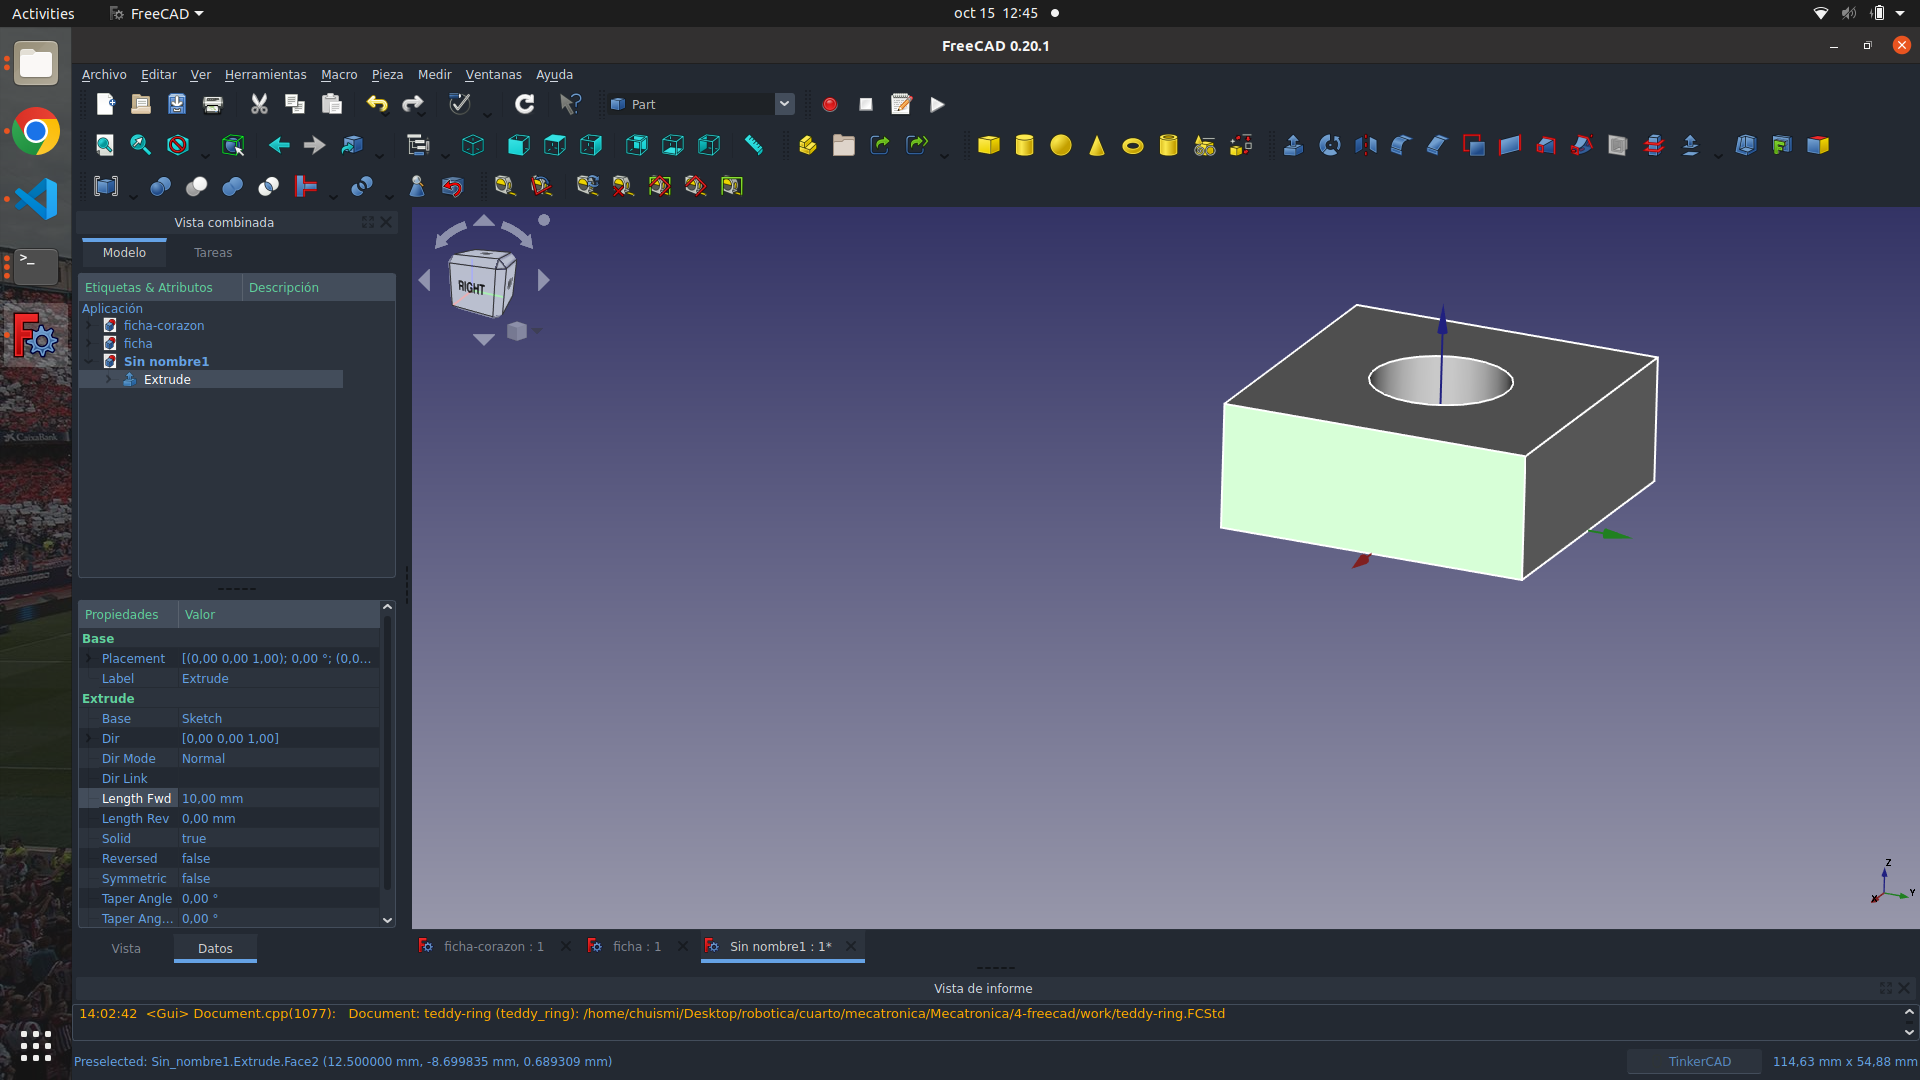 Activities
FreeCAD
oct 15 12:45
FreeCAD 0.20.1
Archivo Editar Ver Herramientas Macro Pieza Medir Ventanas Ayuda
Part
Vista combinada
Modelo Tareas
Etiquetas & Atributos Descripción
Aplicación
ficha-corazon
ficha
Sin nombre1
Extrude
RIGHT
Propiedades Valor
Base
Placement [(0,00 0,00 1,00); 0,00 °; (0,0...
Label Extrude
Extrude
Base Sketch
Dir [0,00 0,00 1,00]
Dir Mode Normal
Dir Link
Length Fwd 10,00 mm
Length Rev 0,00 mm
Solid true
Reversed false
Symmetric false
Taper Angle 0,00 °
Taper Ang... 0,00 °
Z
X
Y
Vista Datos
ficha-corazon : 1
ficha : 1
Sin nombre1 : 1*
Vista de informe
14:02:42 <Gui> Document.cpp(1077): Document: teddy-ring (teddy_ring): /home/chuismi/Desktop/robotica/cuarto/mecatronica/Mecatronica/4-freecad/work/teddy-ring.FCStd
Preselected: Sin_nombre1.Extrude.Face2 (12.500000 mm, -8.699835 mm, 0.689309 mm)
TinkerCAD
114,63 mm x 54,88 mm
CaixaBank
>_